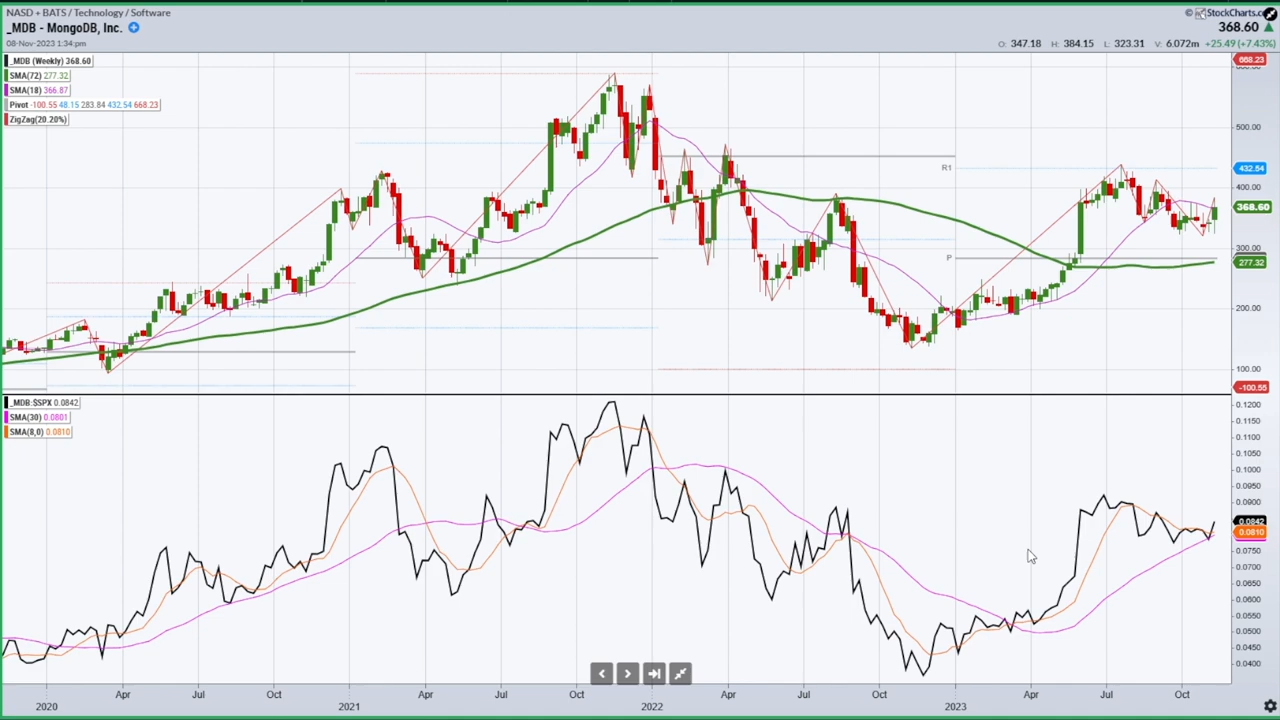 NASD + BATS / Technology / Software
© StockCharts.c
_MDB - MongoDB, Inc.
368.60
08-Nov-2023 1:34:pm
O: 347.18 H: 384.15 L: 323.31 V: 6.072m +25.49 (+7.43%)
_MDB (Weekly) 368.60
SMA(72) 277.32
SMA(18) 366.87
Pivot -100.55 48.15 283.84 432.54 668.23
ZigZag(20.20%)
668.23
500.00
R1
432.54
400.00
368.60
300.00
P
277.32
200.00
100.00
-100.55
_MDB:$SPX 0.0842
SMA(30) 0.0801
SMA(8,0) 0.0810
0.1200
0.1150
0.1100
0.1050
0.1000
0.0950
0.0900
0.0842
0.0810
0.0750
0.0700
0.0650
0.0600
0.0550
0.0500
0.0450
0.0400
Apr Jul Oct Apr Jul Oct Apr Jul Oct Apr Jul Oct
2020 2021 2022 2023